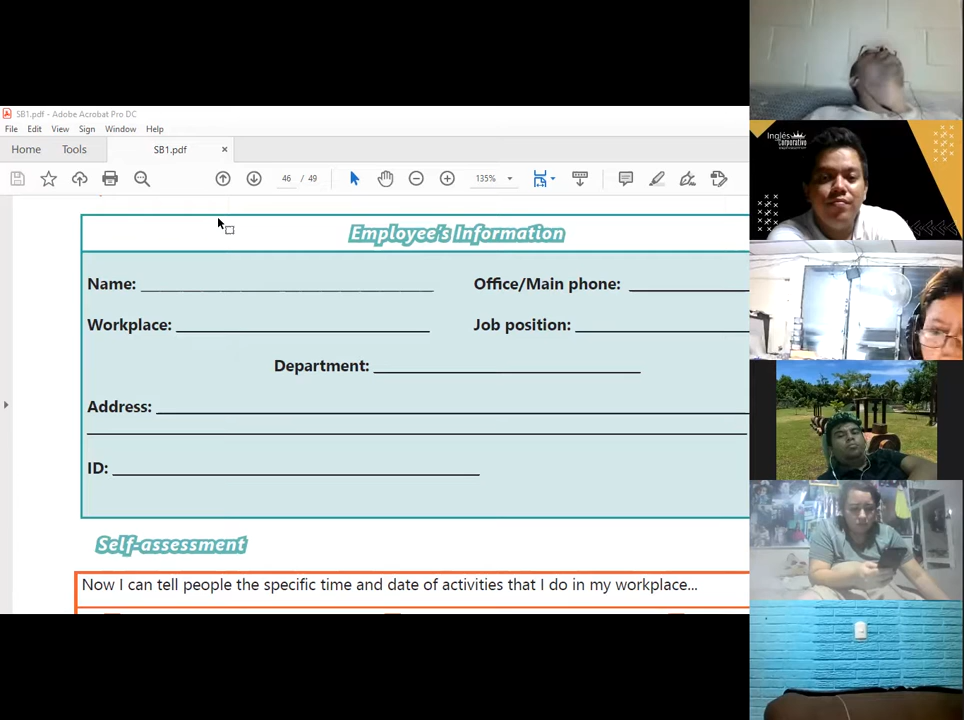 SB1.pdf - Adobe Acrobat Pro DC
File Edit View Sign Window Help
Home Tools SB1.pdf ×
46 / 49 135%
Employee's Information
Name: Office/Main phone:
Workplace: Job position:
Department:
Address:
ID:
Self-assessment
Now I can tell people the specific time and date of activities that I do in my workplace...
Inglés
Corporativo